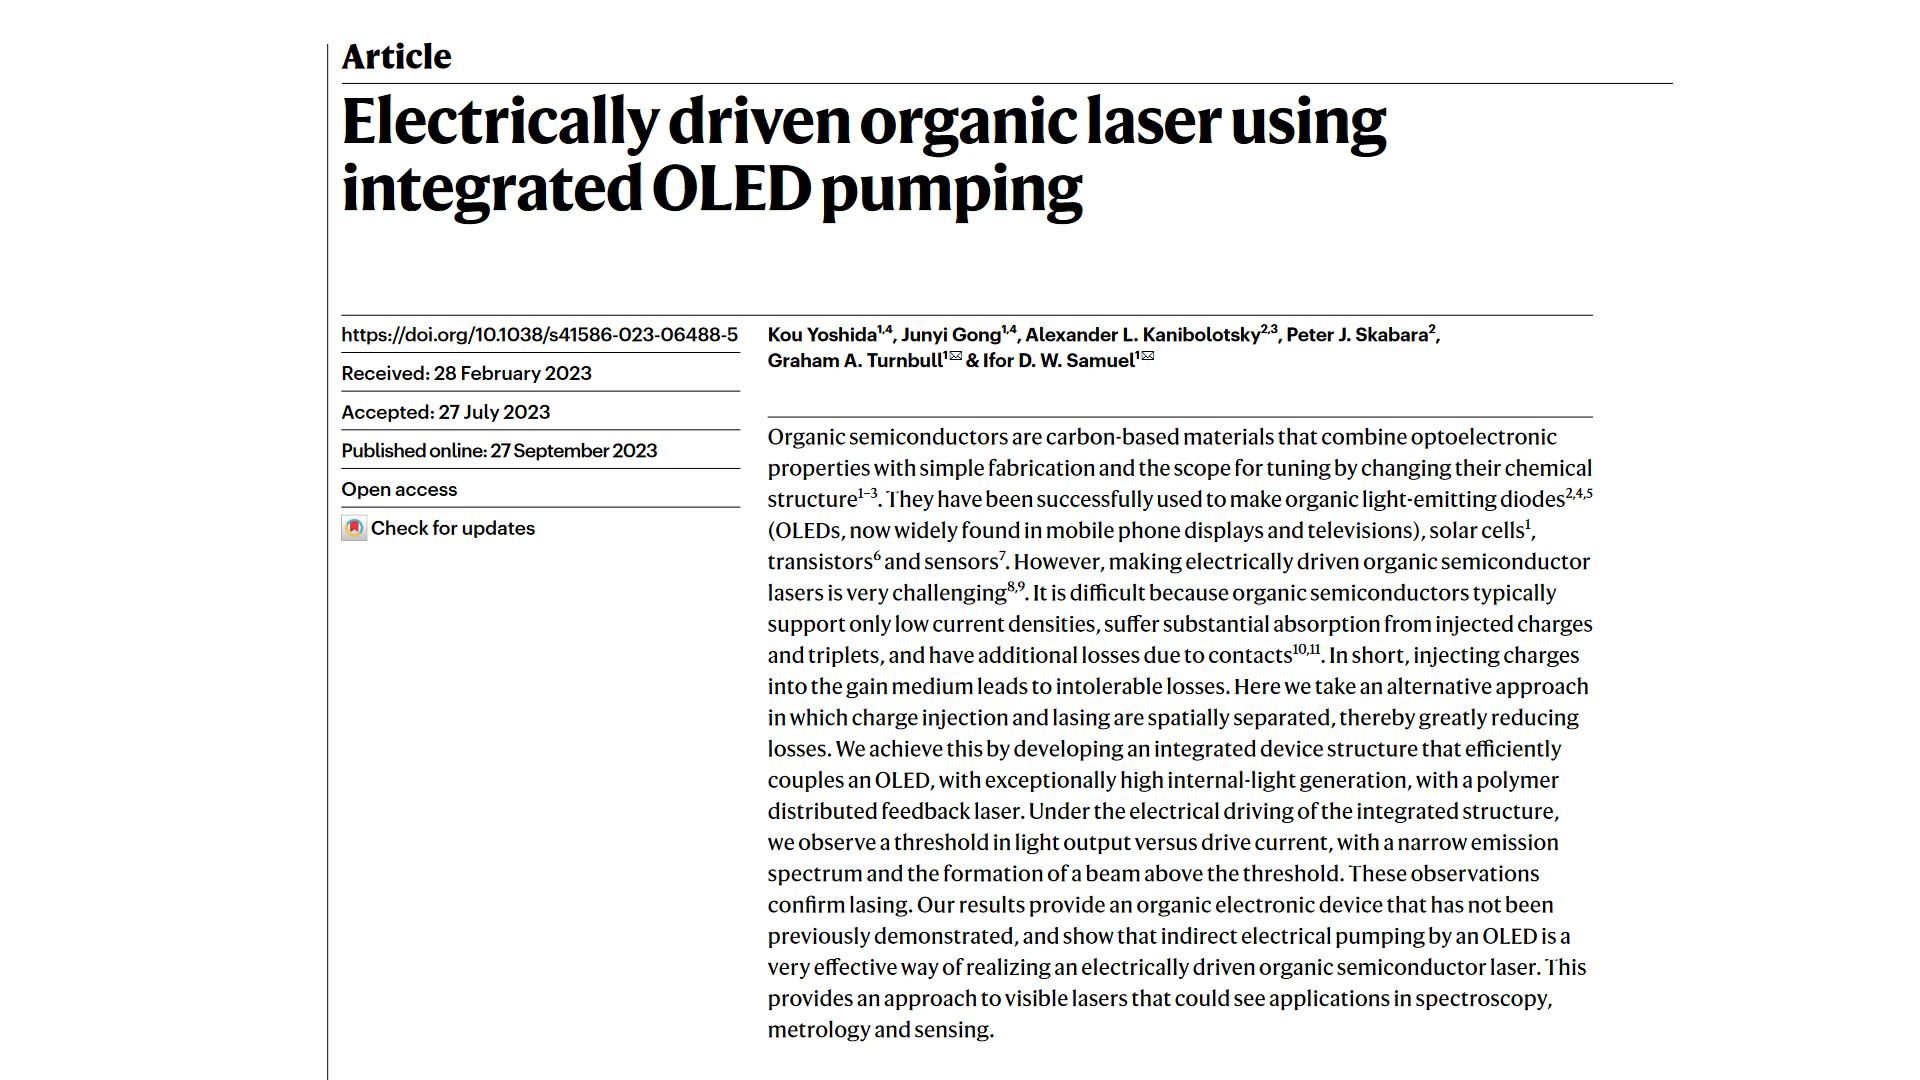 Article
Electrically driven organic laser using
integrated OLED pumping
https://doi.org/10.1038/s41586-023-06488-5
Received: 28 February 2023
Accepted: 27 July 2023
Published online: 27 September 2023
Open access
Check for updates
Kou Yoshida1,4, Junyi Gong1,4, Alexander L. Kanibolotsky2,3, Peter J. Skabara2,
Graham A. Turnbull1✉ & Ifor D. W. Samuel1✉
Organic semiconductors are carbon-based materials that combine optoelectronic
properties with simple fabrication and the scope for tuning by changing their chemical
structure1–3. They have been successfully used to make organic light-emitting diodes2,4,5
(OLEDs, now widely found in mobile phone displays and televisions), solar cells1,
transistors6 and sensors7. However, making electrically driven organic semiconductor
lasers is very challenging8,9. It is difficult because organic semiconductors typically
support only low current densities, suffer substantial absorption from injected charges
and triplets, and have additional losses due to contacts10,11. In short, injecting charges
into the gain medium leads to intolerable losses. Here we take an alternative approach
in which charge injection and lasing are spatially separated, thereby greatly reducing
losses. We achieve this by developing an integrated device structure that efficiently
couples an OLED, with exceptionally high internal-light generation, with a polymer
distributed feedback laser. Under the electrical driving of the integrated structure,
we observe a threshold in light output versus drive current, with a narrow emission
spectrum and the formation of a beam above the threshold. These observations
confirm lasing. Our results provide an organic electronic device that has not been
previously demonstrated, and show that indirect electrical pumping by an OLED is a
very effective way of realizing an electrically driven organic semiconductor laser. This
provides an approach to visible lasers that could see applications in spectroscopy,
metrology and sensing.